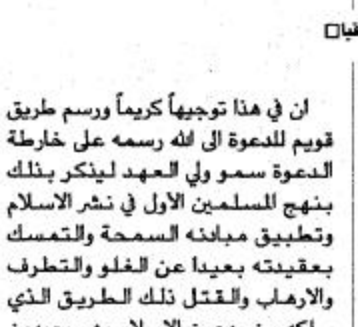 قيا
ان في هذا توجيهاً كريماً ورسم طريق
قويم للدعوة الى الله رسمه على خارطة
الدعوة سمو ولي العهد ليذكر بذلك
بنهج المسلمين الأول في نشر الاسلام
وتطبيق مبادئه السمحة والتمسك
بعقيدته بعيدا عن الغلو والتطرف
والارهاب والقتل ذلك الطريق الذي